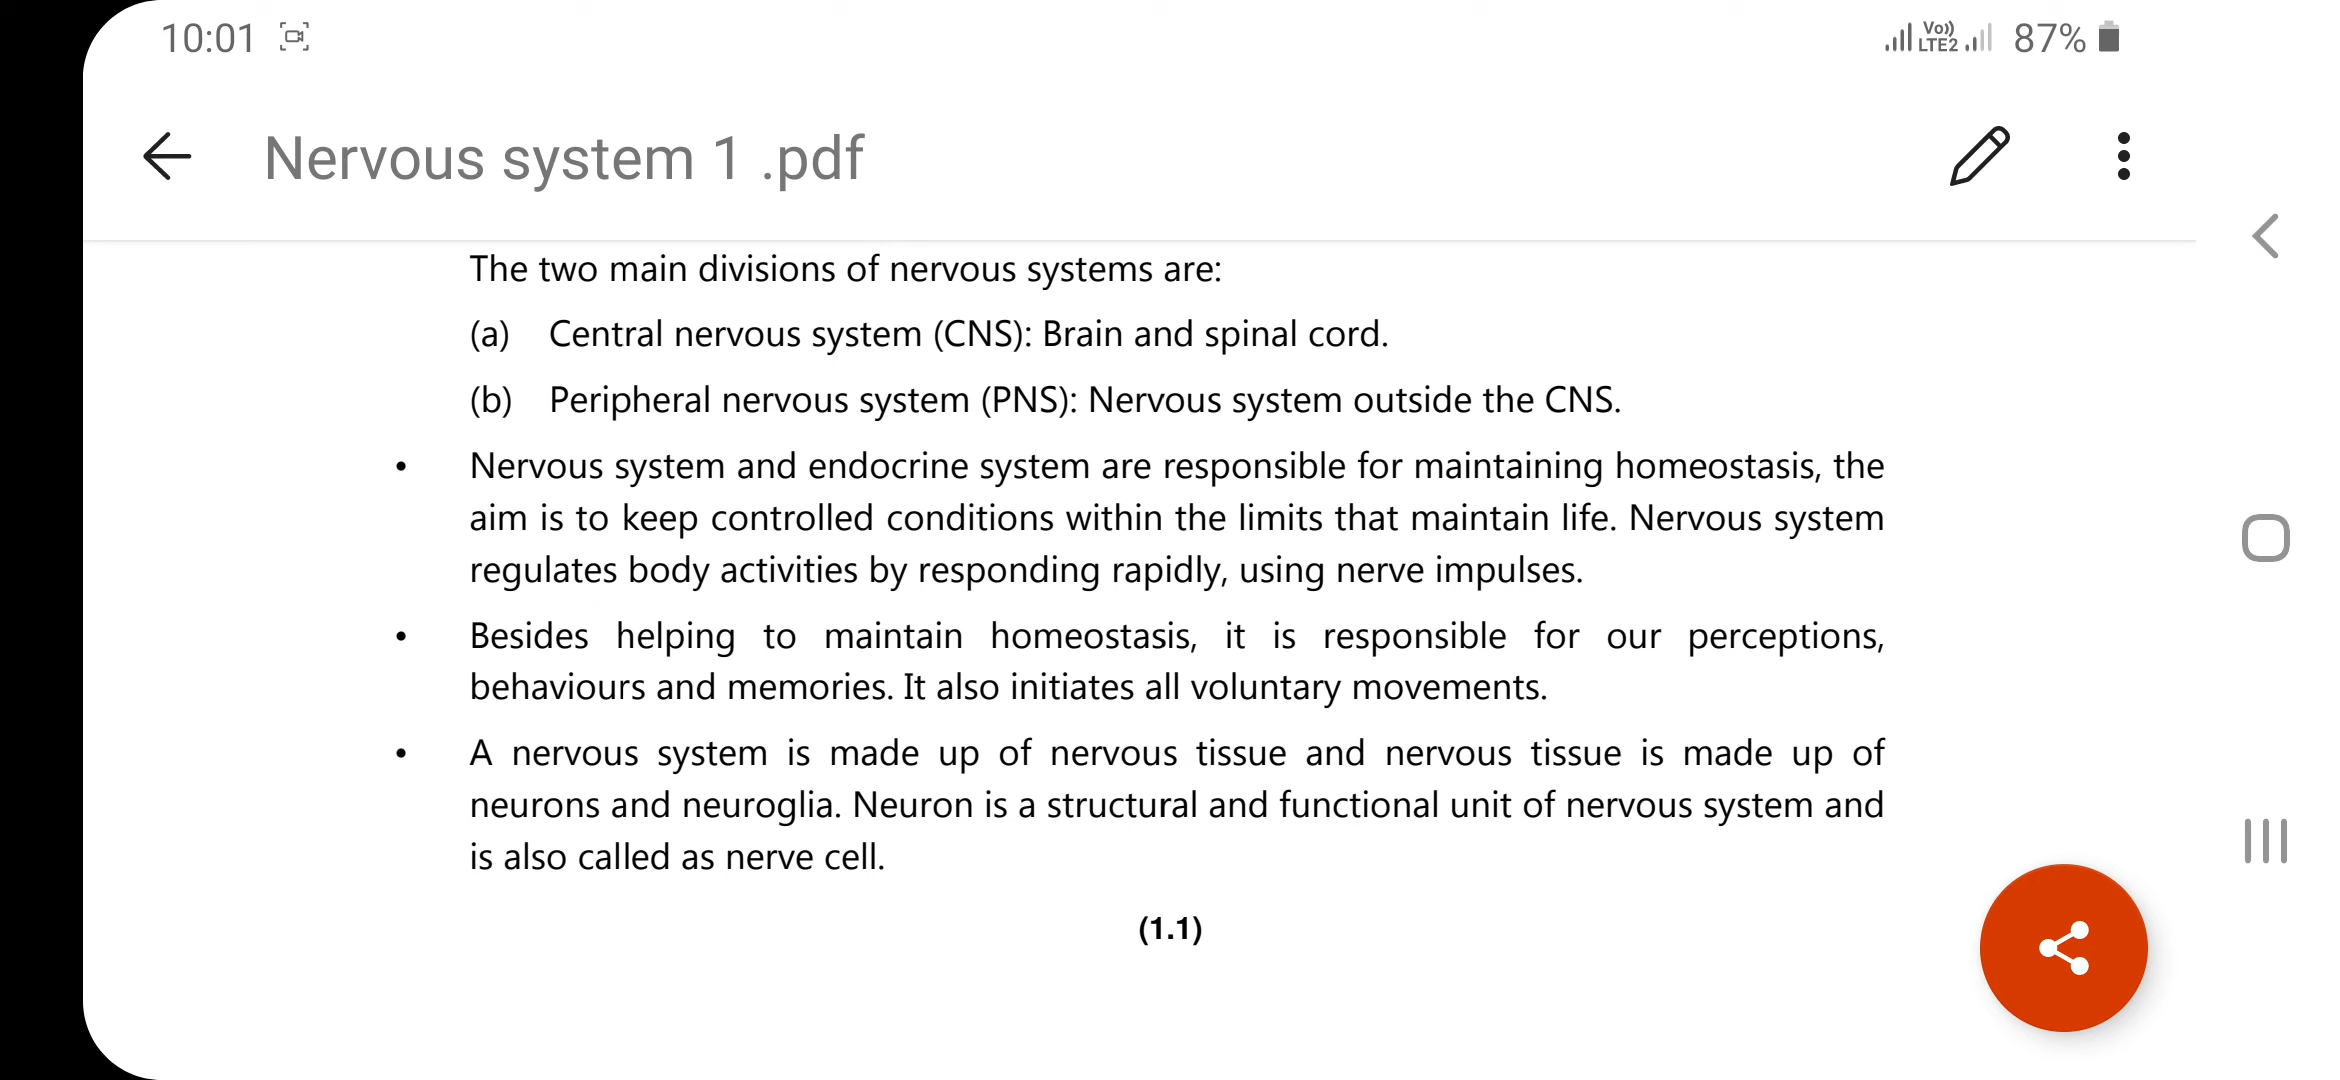 10:01
Vo)) LTE2 87%
Nervous system 1 .pdf
The two main divisions of nervous systems are:
(a) Central nervous system (CNS): Brain and spinal cord.
(b) Peripheral nervous system (PNS): Nervous system outside the CNS.
• Nervous system and endocrine system are responsible for maintaining homeostasis, the
aim is to keep controlled conditions within the limits that maintain life. Nervous system
regulates body activities by responding rapidly, using nerve impulses.
• Besides helping to maintain homeostasis, it is responsible for our perceptions,
behaviours and memories. It also initiates all voluntary movements.
• A nervous system is made up of nervous tissue and nervous tissue is made up of
neurons and neuroglia. Neuron is a structural and functional unit of nervous system and
is also called as nerve cell.
(1.1)